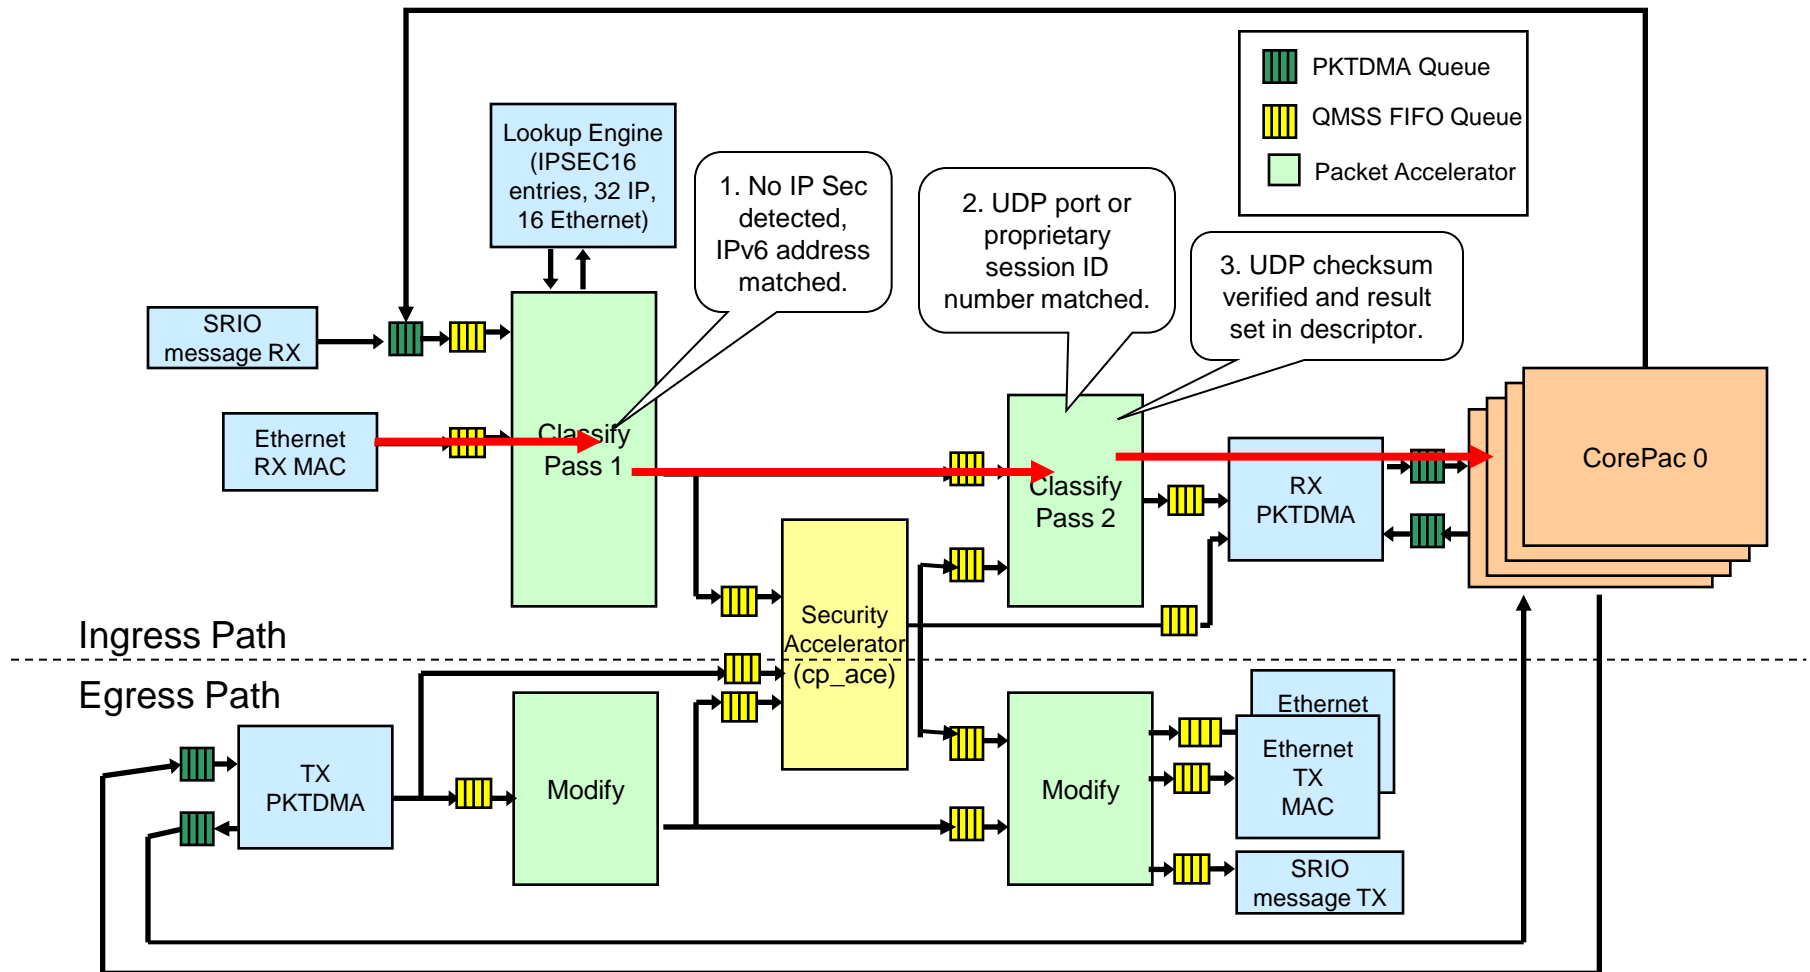 PKTDMA Queue
QMSS FIFO Queue
Packet Accelerator
Lookup Engine
(IPSEC16
entries, 32 IP,
16 Ethernet)
1. No IP Sec
detected,
IPv6 address
matched.
2. UDP port or
proprietary
session ID
number matched.
3. UDP checksum
verified and result
set in descriptor.
SRIO
message RX
Ethernet
RX MAC
Classify
Pass 1
Classify
Pass 2
RX
PKTDMA
CorePac 0
Security
Accelerator
(cp_ace)
Ingress Path
Egress Path
TX
PKTDMA
Modify
Modify
Ethernet
Ethernet
TX
MAC
SRIO
message TX